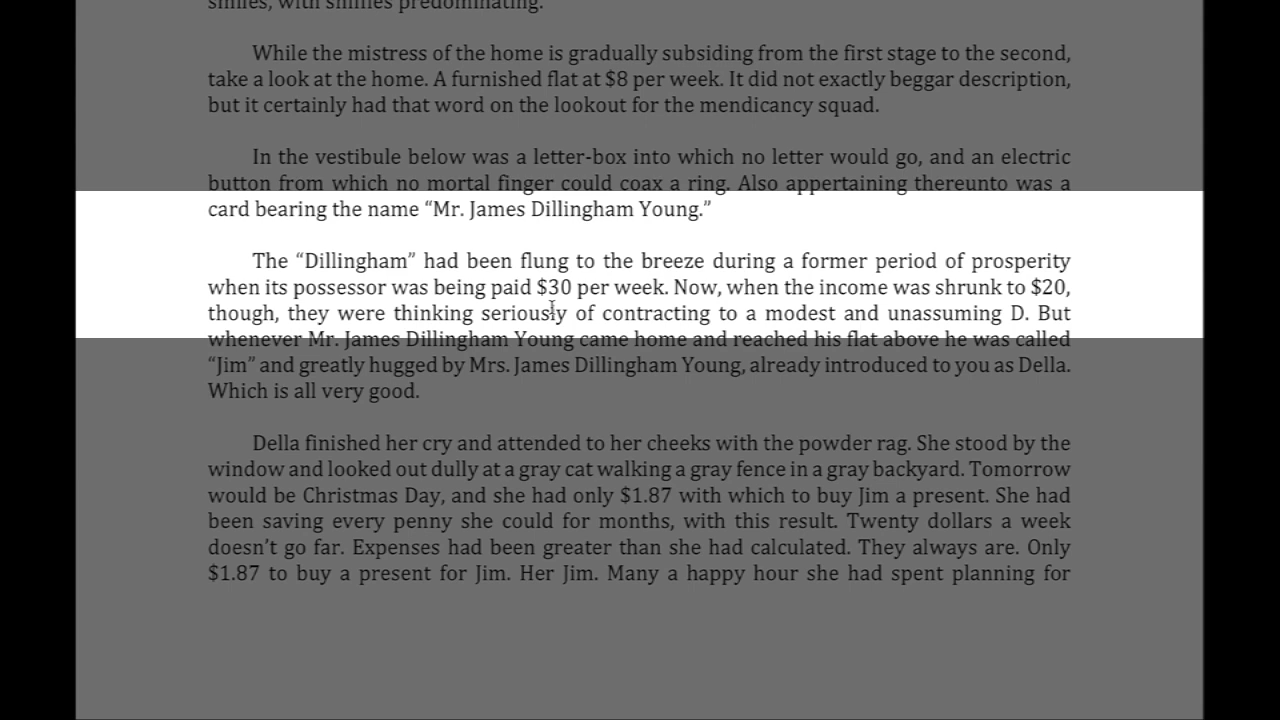 smiles, with sniffles predominating.
While the mistress of the home is gradually subsiding from the first stage to the second,
take a look at the home. A furnished flat at $8 per week. It did not exactly beggar description,
but it certainly had that word on the lookout for the mendicancy squad.
In the vestibule below was a letter-box into which no letter would go, and an electric
button from which no mortal finger could coax a ring. Also appertaining thereunto was a
card bearing the name “Mr. James Dillingham Young.”
The “Dillingham” had been flung to the breeze during a former period of prosperity
when its possessor was being paid $30 per week. Now, when the income was shrunk to $20,
though, they were thinking seriously of contracting to a modest and unassuming D. But
whenever Mr. James Dillingham Young came home and reached his flat above he was called
“Jim” and greatly hugged by Mrs. James Dillingham Young, already introduced to you as Della.
Which is all very good.
Della finished her cry and attended to her cheeks with the powder rag. She stood by the
window and looked out dully at a gray cat walking a gray fence in a gray backyard. Tomorrow
would be Christmas Day, and she had only $1.87 with which to buy Jim a present. She had
been saving every penny she could for months, with this result. Twenty dollars a week
doesn’t go far. Expenses had been greater than she had calculated. They always are. Only
$1.87 to buy a present for Jim. Her Jim. Many a happy hour she had spent planning for